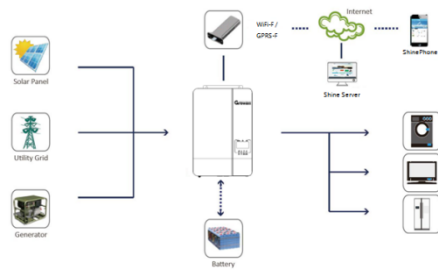 Internet
WiFi-F /
GPRS-F
ShinePhone
Solar Panel
Shine Server
Utility Grid
Generator
Battery